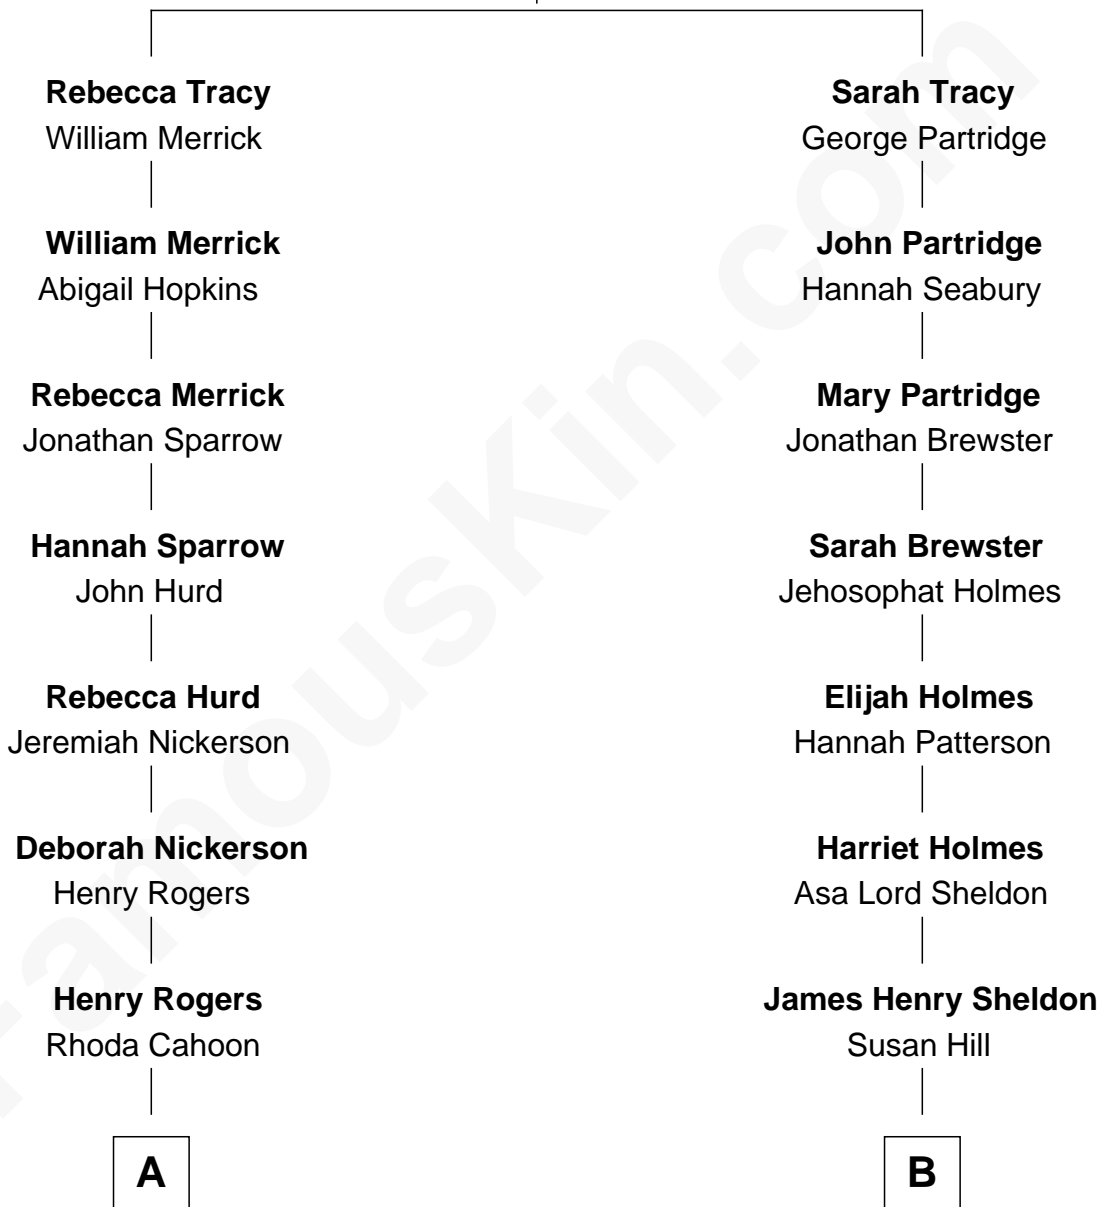 Rebecca Tracy
William Merrick
William Merrick
Abigail Hopkins
Rebecca Merrick
Jonathan Sparrow
Hannah Sparrow
John Hurd
Rebecca Hurd
Jeremiah Nickerson
Deborah Nickerson
Henry Rogers
Henry Rogers
Rhoda Cahoon
A
Sarah Tracy
George Partridge
John Partridge
Hannah Seabury
Mary Partridge
Jonathan Brewster
Sarah Brewster
Jehosophat Holmes
Elijah Holmes
Hannah Patterson
Harriet Holmes
Asa Lord Sheldon
James Henry Sheldon
Susan Hill
B
FamousKin.com